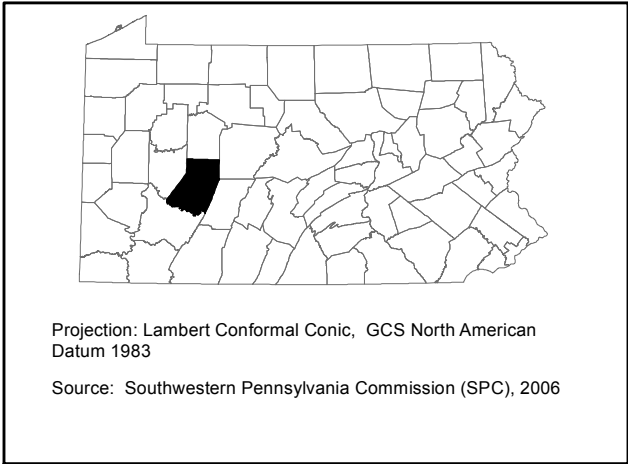 Projection: Lambert Conformal Conic,  GCS North American
Datum 1983
Source:  Southwestern Pennsylvania Commission (SPC), 2006